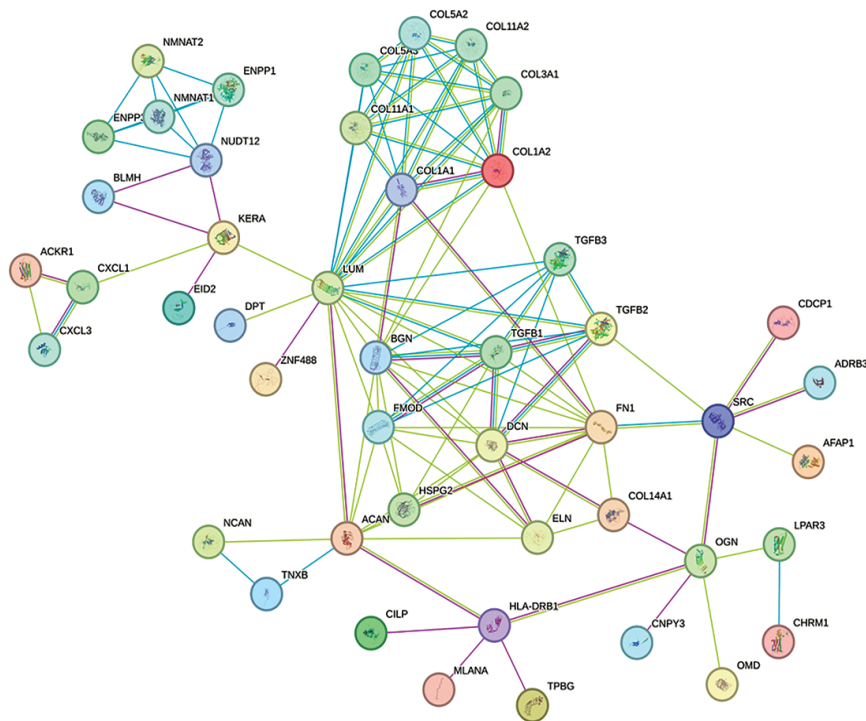 COL5A2
COL11A2
NMNAT2
COL5A3
ENPP1
COL3A1
NMNAT1
ENPP3
COL11A1
NUDT12
COL1A2
BLMH
COL1A1
KERA
ACKR1
CXCL1
LUM
TGFB3
EID2
DPT
TGFB2
CDCP1
CXCL3
BGN
TGFB1
ZNF488
ADRB3
SRC
FMOD
DCN
FN1
AFAP1
HSPG2
COL14A1
NCAN
ACAN
ELN
OGN
LPAR3
TNXB
CILP
HLA-DRB1
CNPY3
CHRM1
MLANA
TPBG
OMD